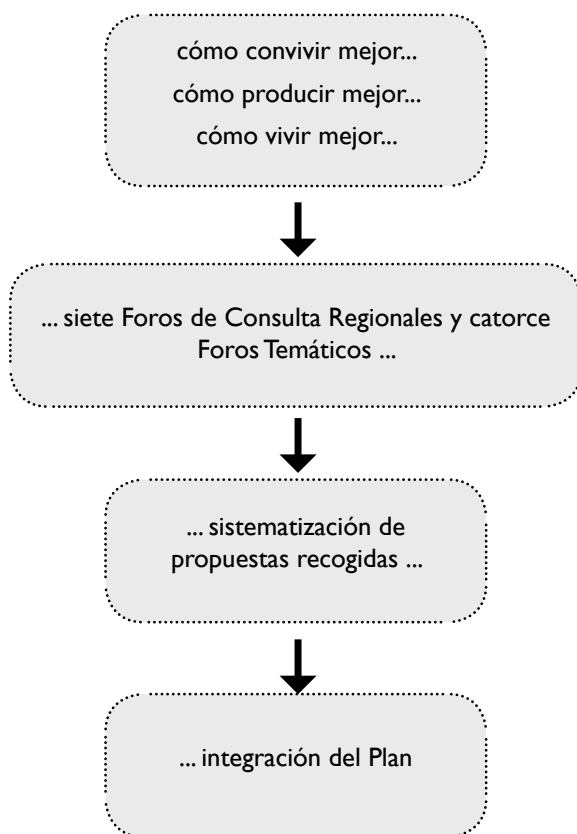 cómo convivir mejor...
cómo producir mejor...
cómo vivir mejor...
... siete Foros de Consulta Regionales y catorce
Foros Temáticos ...
... sistematización de
propuestas recogidas ...
... integración del Plan